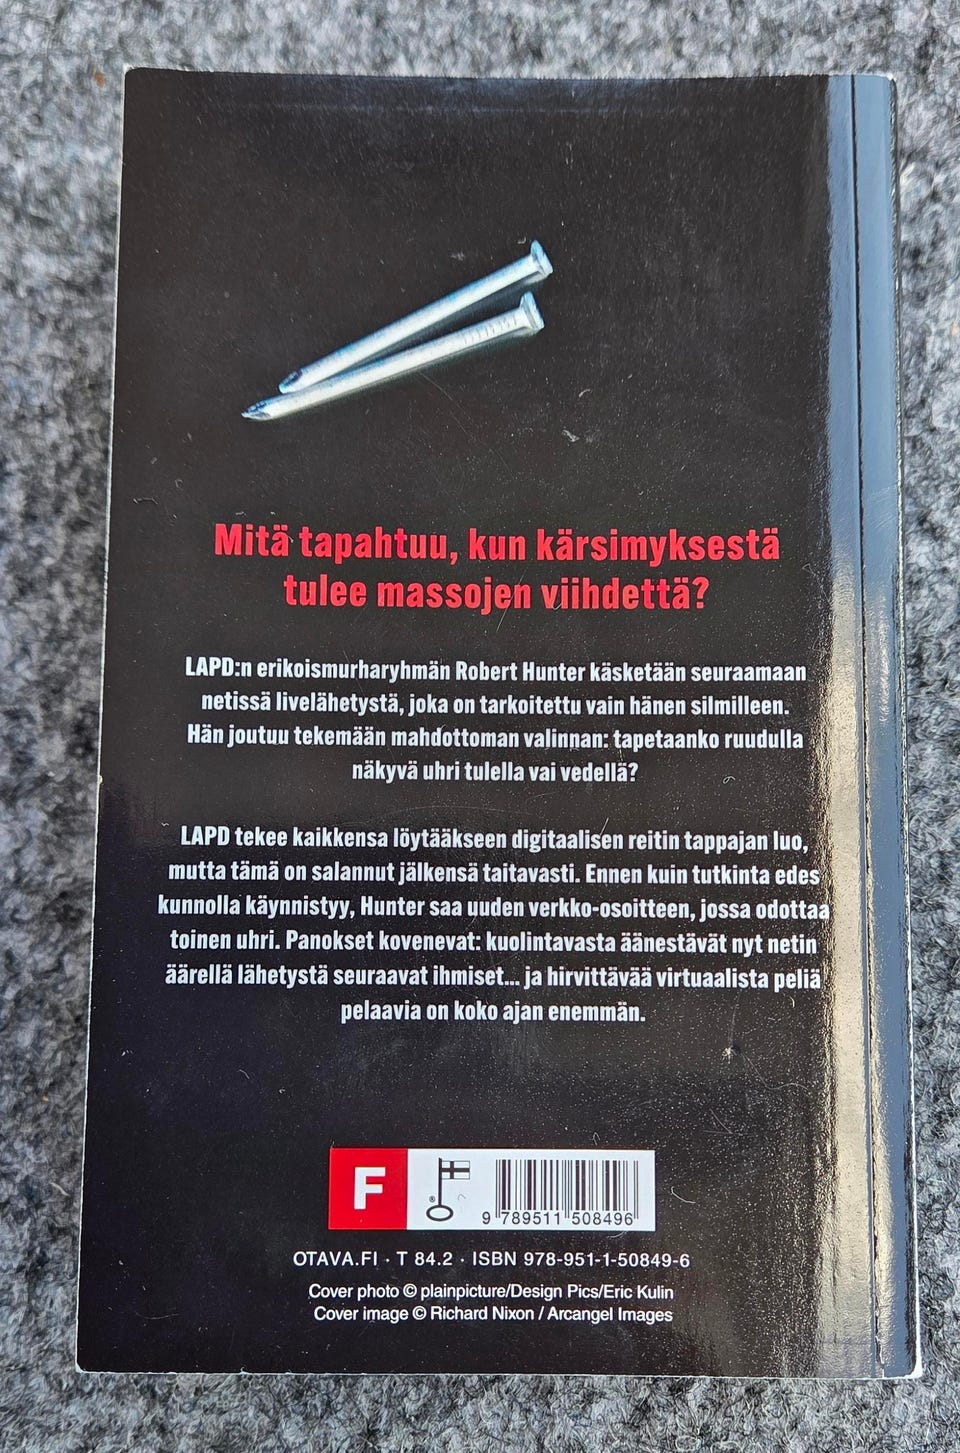 Mitä tapahtuu, kun kärsimyksestä
tulee massojen viihdettä?
LAPD:n erikoismurharyhmän Robert Hunter käsketään seuraamaan
netissä livelähetystä, joka on tarkoitettu vain hänen silmilleen.
Hän joutuu tekemään mahdottoman valinnan: tapetaanko ruudulla
näkyvä uhri tulella vai vedellä?
LAPD tekee kaikkensa löytääkseen digitaalisen reitin tappajan luo,
mutta tämä on salannut jälkensä taitavasti. Ennen kuin tutkinta edes
kunnolla käynnistyy, Hunter saa uuden verkko-osoitteen, jossa odottaa
toinen uhri. Panokset kovenevat: kuolintavasta äänestävät nyt netin
äärellä lähetystä seuraavat ihmiset... ja hirvittävää virtuaalista peliä
pelaavia on koko ajan enemmän.
F
®
9 789511 508496
OTAVA.FI · T 84.2 · ISBN 978-951-1-50849-6
Cover photo © plainpicture/Design Pics/Eric Kulin
Cover image © Richard Nixon / Arcangel Images